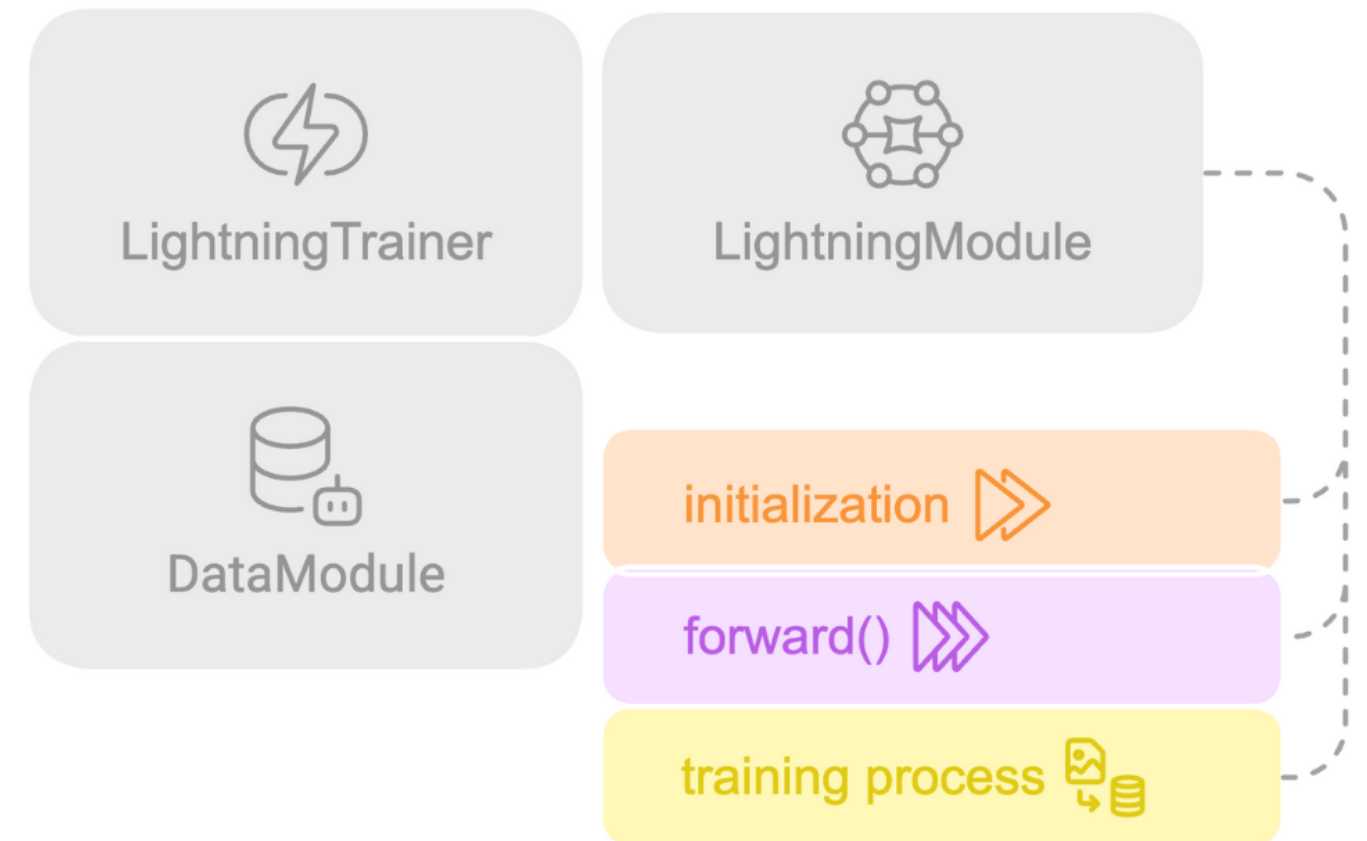 LightningTrainer
LightningModule
DataModule
initialization
forward()
training process